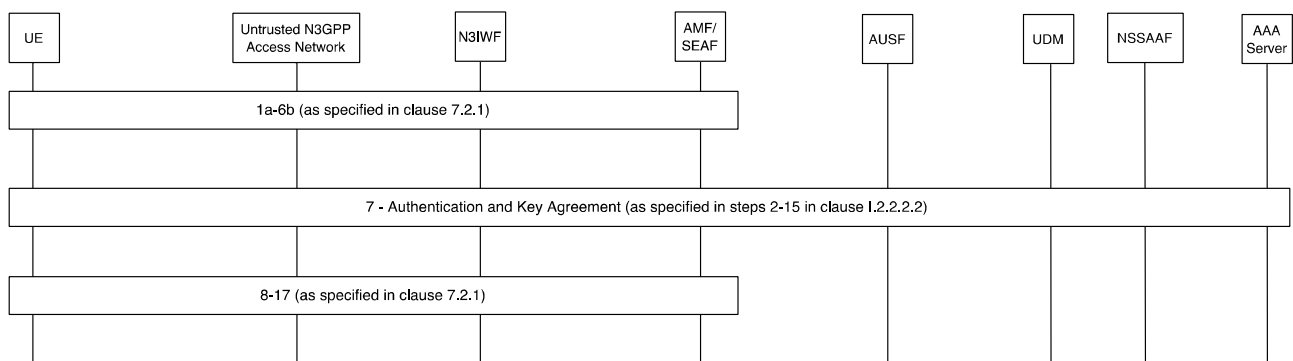 UE
Untrusted N3GPP
Access Network
N3IWF
AMF/
SEAF
AUSF
UDM
NSSAAF
AAA
Server
1a-6b (as specified in clause 7.2.1)
7 - Authentication and Key Agreement (as specified in steps 2-15 in clause I.2.2.2.2)
8-17 (as specified in clause 7.2.1)